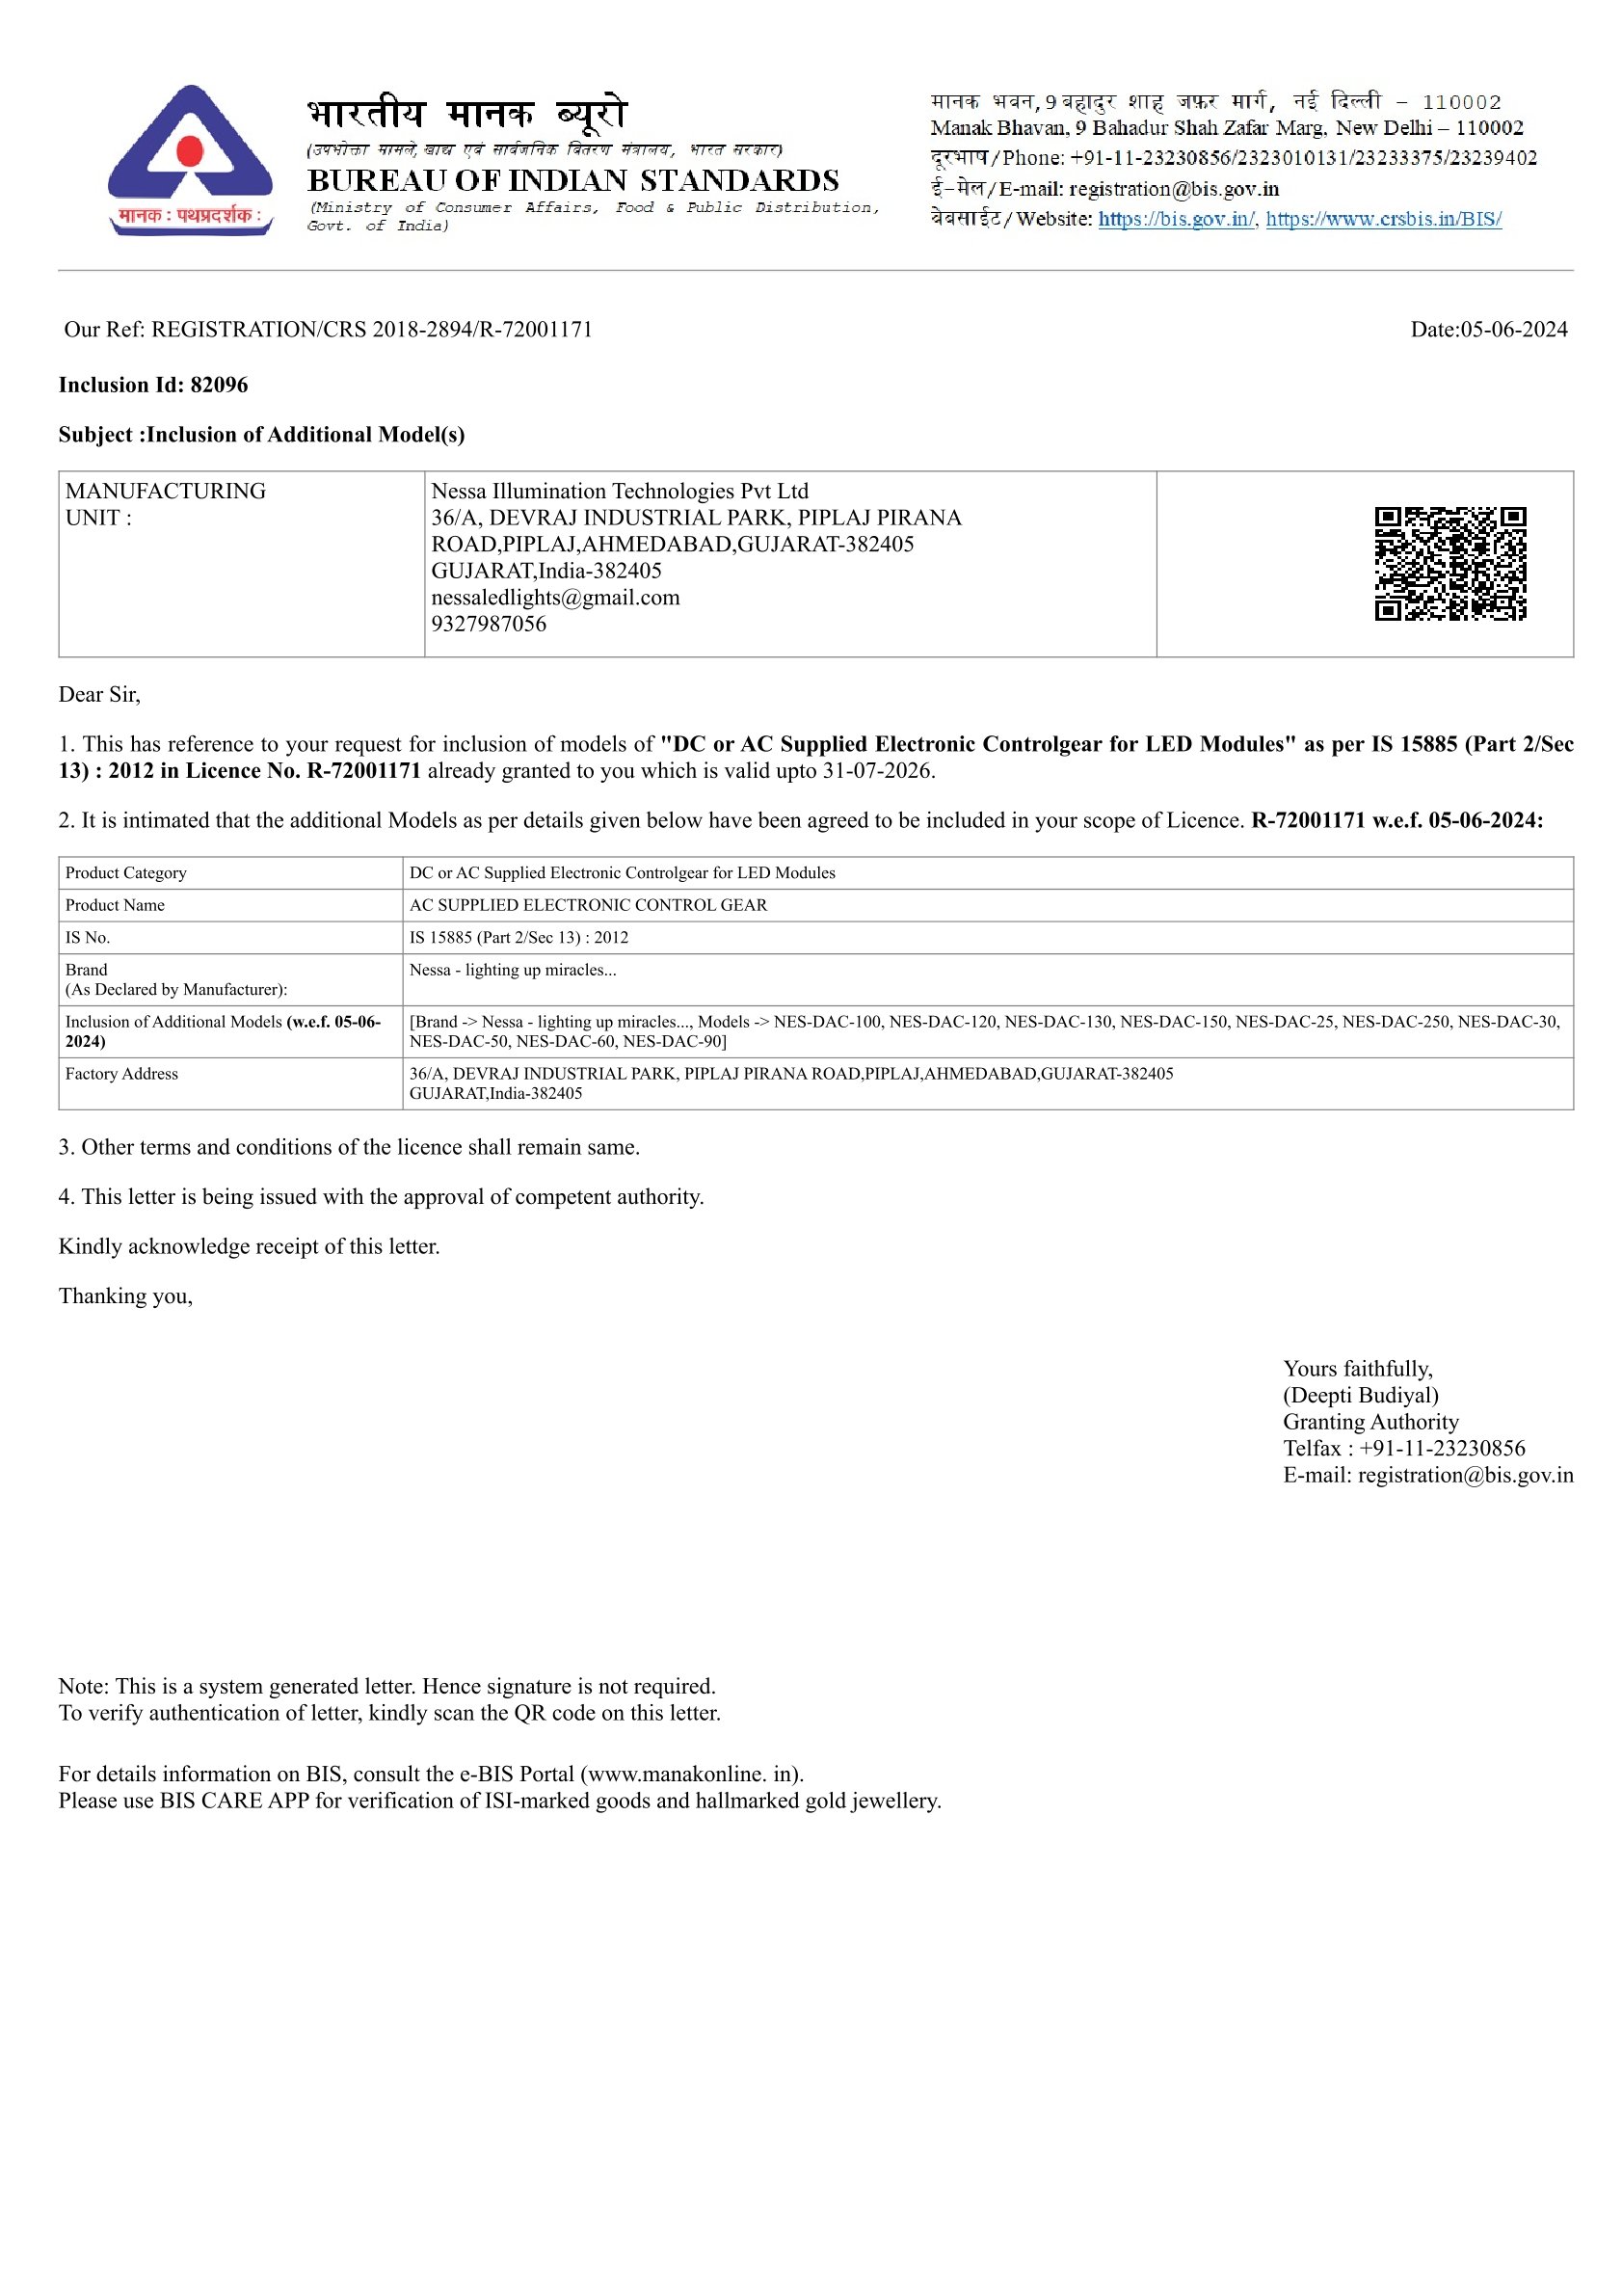 भारतीय मानक ब्यूरो
(उपभोक्ता मामले, खाद्य एवं सार्वजनिक वितरण मंत्रालय, भारत सरकार)
BUREAU OF INDIAN STANDARDS
(Ministry of Consumer Affairs, Food & Public Distribution,
Govt. of India)
मानक : पथप्रदर्शक :
मानक भवन, 9 बहादुर शाह जफ़र मार्ग, नई दिल्ली – 110002
Manak Bhavan, 9 Bahadur Shah Zafar Marg, New Delhi – 110002
दूरभाष/Phone: +91-11-23230856/2323010131/23233375/23239402
ई-मेल/E-mail: registration@bis.gov.in
वेबसाईट/Website: https://bis.gov.in/, https://www.crsbis.in/BIS/
Our Ref: REGISTRATION/CRS 2018-2894/R-72001171
Date:05-06-2024
Inclusion Id: 82096
Subject :Inclusion of Additional Model(s)
MANUFACTURING
UNIT :
Nessa Illumination Technologies Pvt Ltd
36/A, DEVRAJ INDUSTRIAL PARK, PIPLAJ PIRANA
ROAD,PIPLAJ,AHMEDABAD,GUJARAT-382405
GUJARAT,India-382405
nessaledlights@gmail.com
9327987056
Dear Sir,
1. This has reference to your request for inclusion of models of "DC or AC Supplied Electronic Controlgear for LED Modules" as per IS 15885 (Part 2/Sec
13) : 2012 in Licence No. R-72001171 already granted to you which is valid upto 31-07-2026.
2. It is intimated that the additional Models as per details given below have been agreed to be included in your scope of Licence. R-72001171 w.e.f. 05-06-2024:
Product Category
DC or AC Supplied Electronic Controlgear for LED Modules
Product Name
AC SUPPLIED ELECTRONIC CONTROL GEAR
IS No.
IS 15885 (Part 2/Sec 13) : 2012
Brand
(As Declared by Manufacturer):
Nessa - lighting up miracles...
Inclusion of Additional Models (w.e.f. 05-06-
2024)
[Brand -> Nessa - lighting up miracles..., Models -> NES-DAC-100, NES-DAC-120, NES-DAC-130, NES-DAC-150, NES-DAC-25, NES-DAC-250, NES-DAC-30,
NES-DAC-50, NES-DAC-60, NES-DAC-90]
Factory Address
36/A, DEVRAJ INDUSTRIAL PARK, PIPLAJ PIRANA ROAD,PIPLAJ,AHMEDABAD,GUJARAT-382405
GUJARAT,India-382405
3. Other terms and conditions of the licence shall remain same.
4. This letter is being issued with the approval of competent authority.
Kindly acknowledge receipt of this letter.
Thanking you,
Yours faithfully,
(Deepti Budiyal)
Granting Authority
Telfax : +91-11-23230856
E-mail: registration@bis.gov.in
Note: This is a system generated letter. Hence signature is not required.
To verify authentication of letter, kindly scan the QR code on this letter.
For details information on BIS, consult the e-BIS Portal (www.manakonline. in).
Please use BIS CARE APP for verification of ISI-marked goods and hallmarked gold jewellery.